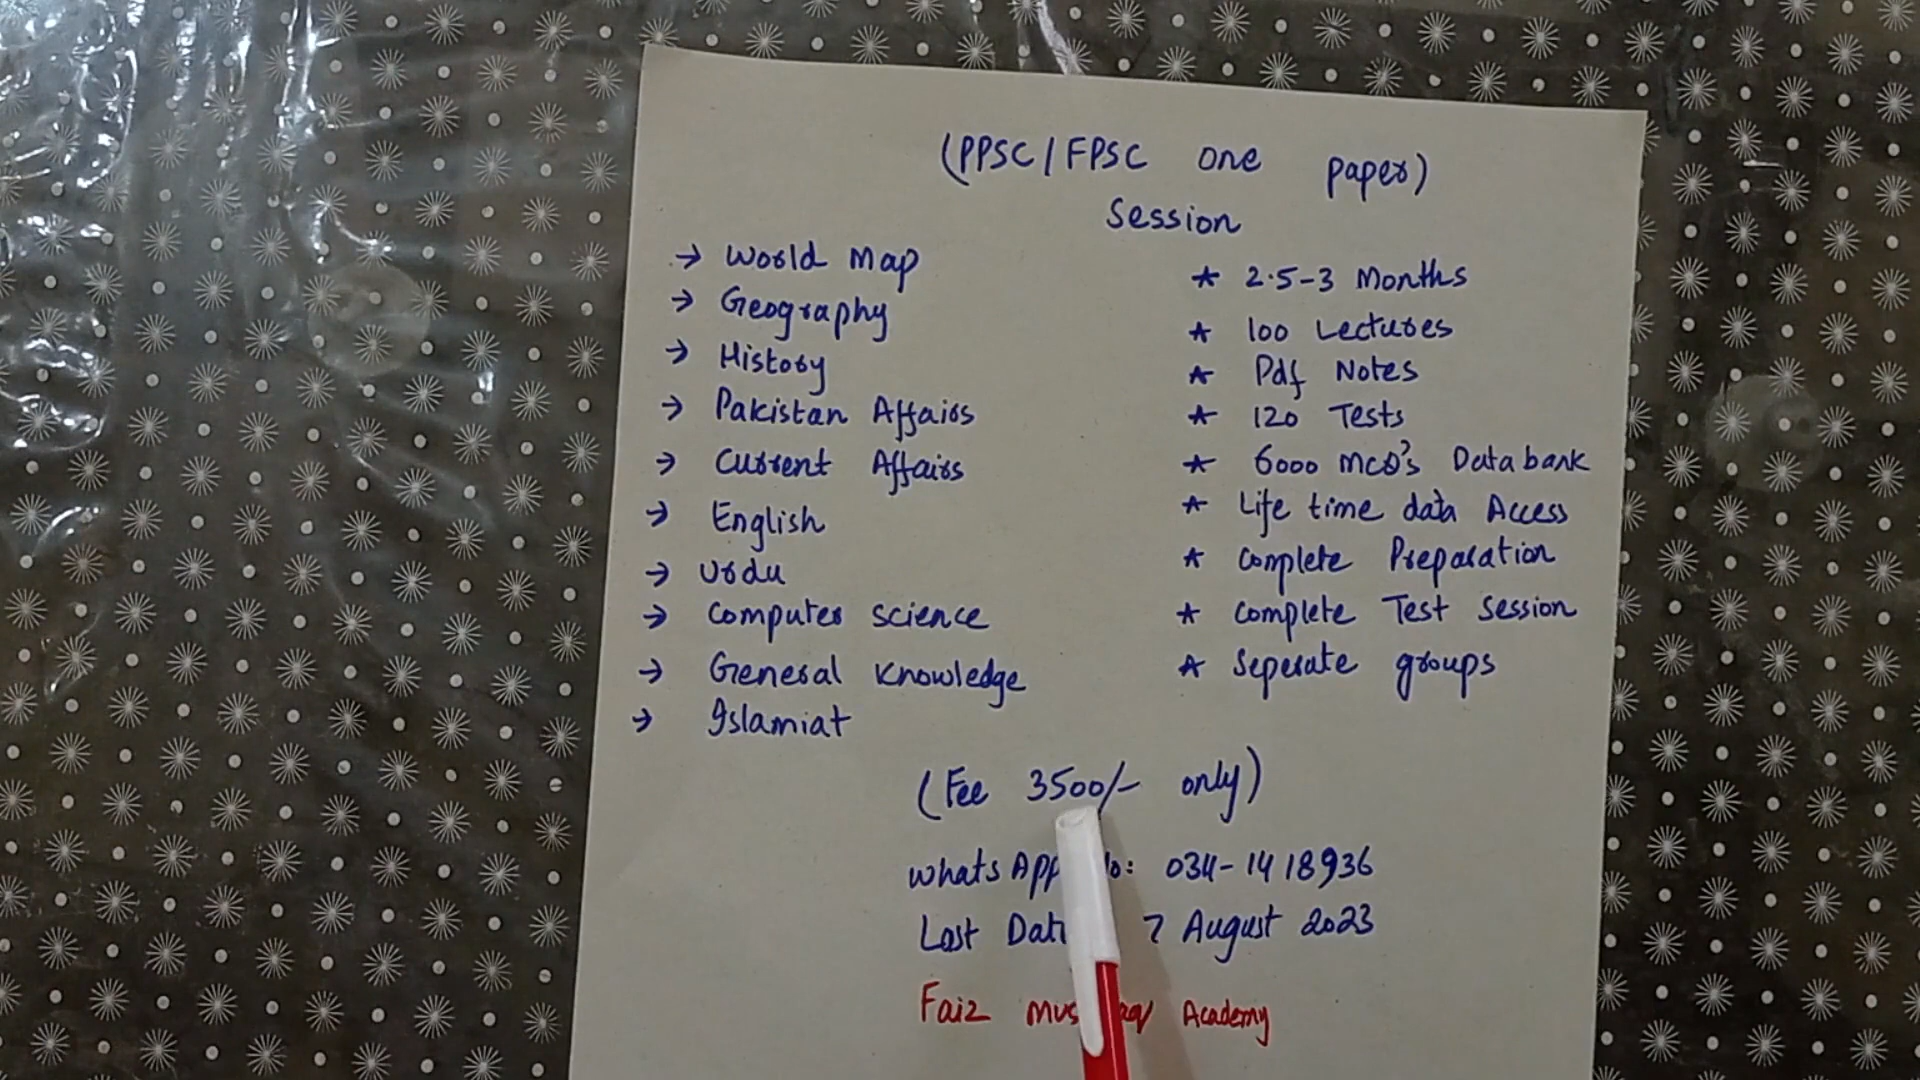 (PPSC/FPSC one paper)
Session
→ World Map
→ Geography
→ History
→ Pakistan Affairs
→ Current Affairs
→ English
→ Urdu
→ Computer science
→ General Knowledge
→ Islamiat
* 2.5-3 Months
* 100 Lectures
* Pdf Notes
* 120 Tests
* 6000 MCQ's Data bank
* Life time data Access
* Complete Preparation
* Complete Test Session
* Seperate groups
(Fee 3500/- only)
Whats App : 034-1418936
Last 7 August 2023
Faiz Academy